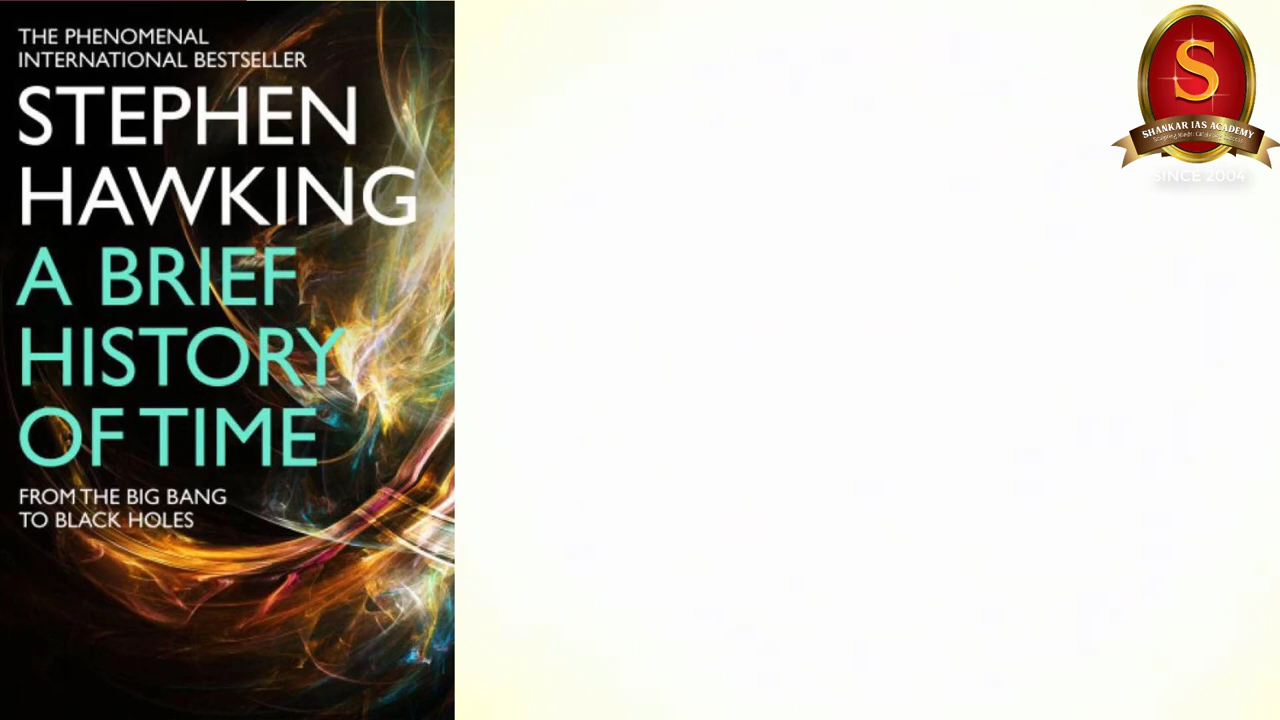 THE PHENOMENAL
INTERNATIONAL BESTSELLER
STEPHEN
HAWKING
A BRIEF
HISTORY
OF TIME
FROM THE BIG BANG
TO BLACK HOLES
S
SHANKAR IAS ACADEMY
SINCE 2004